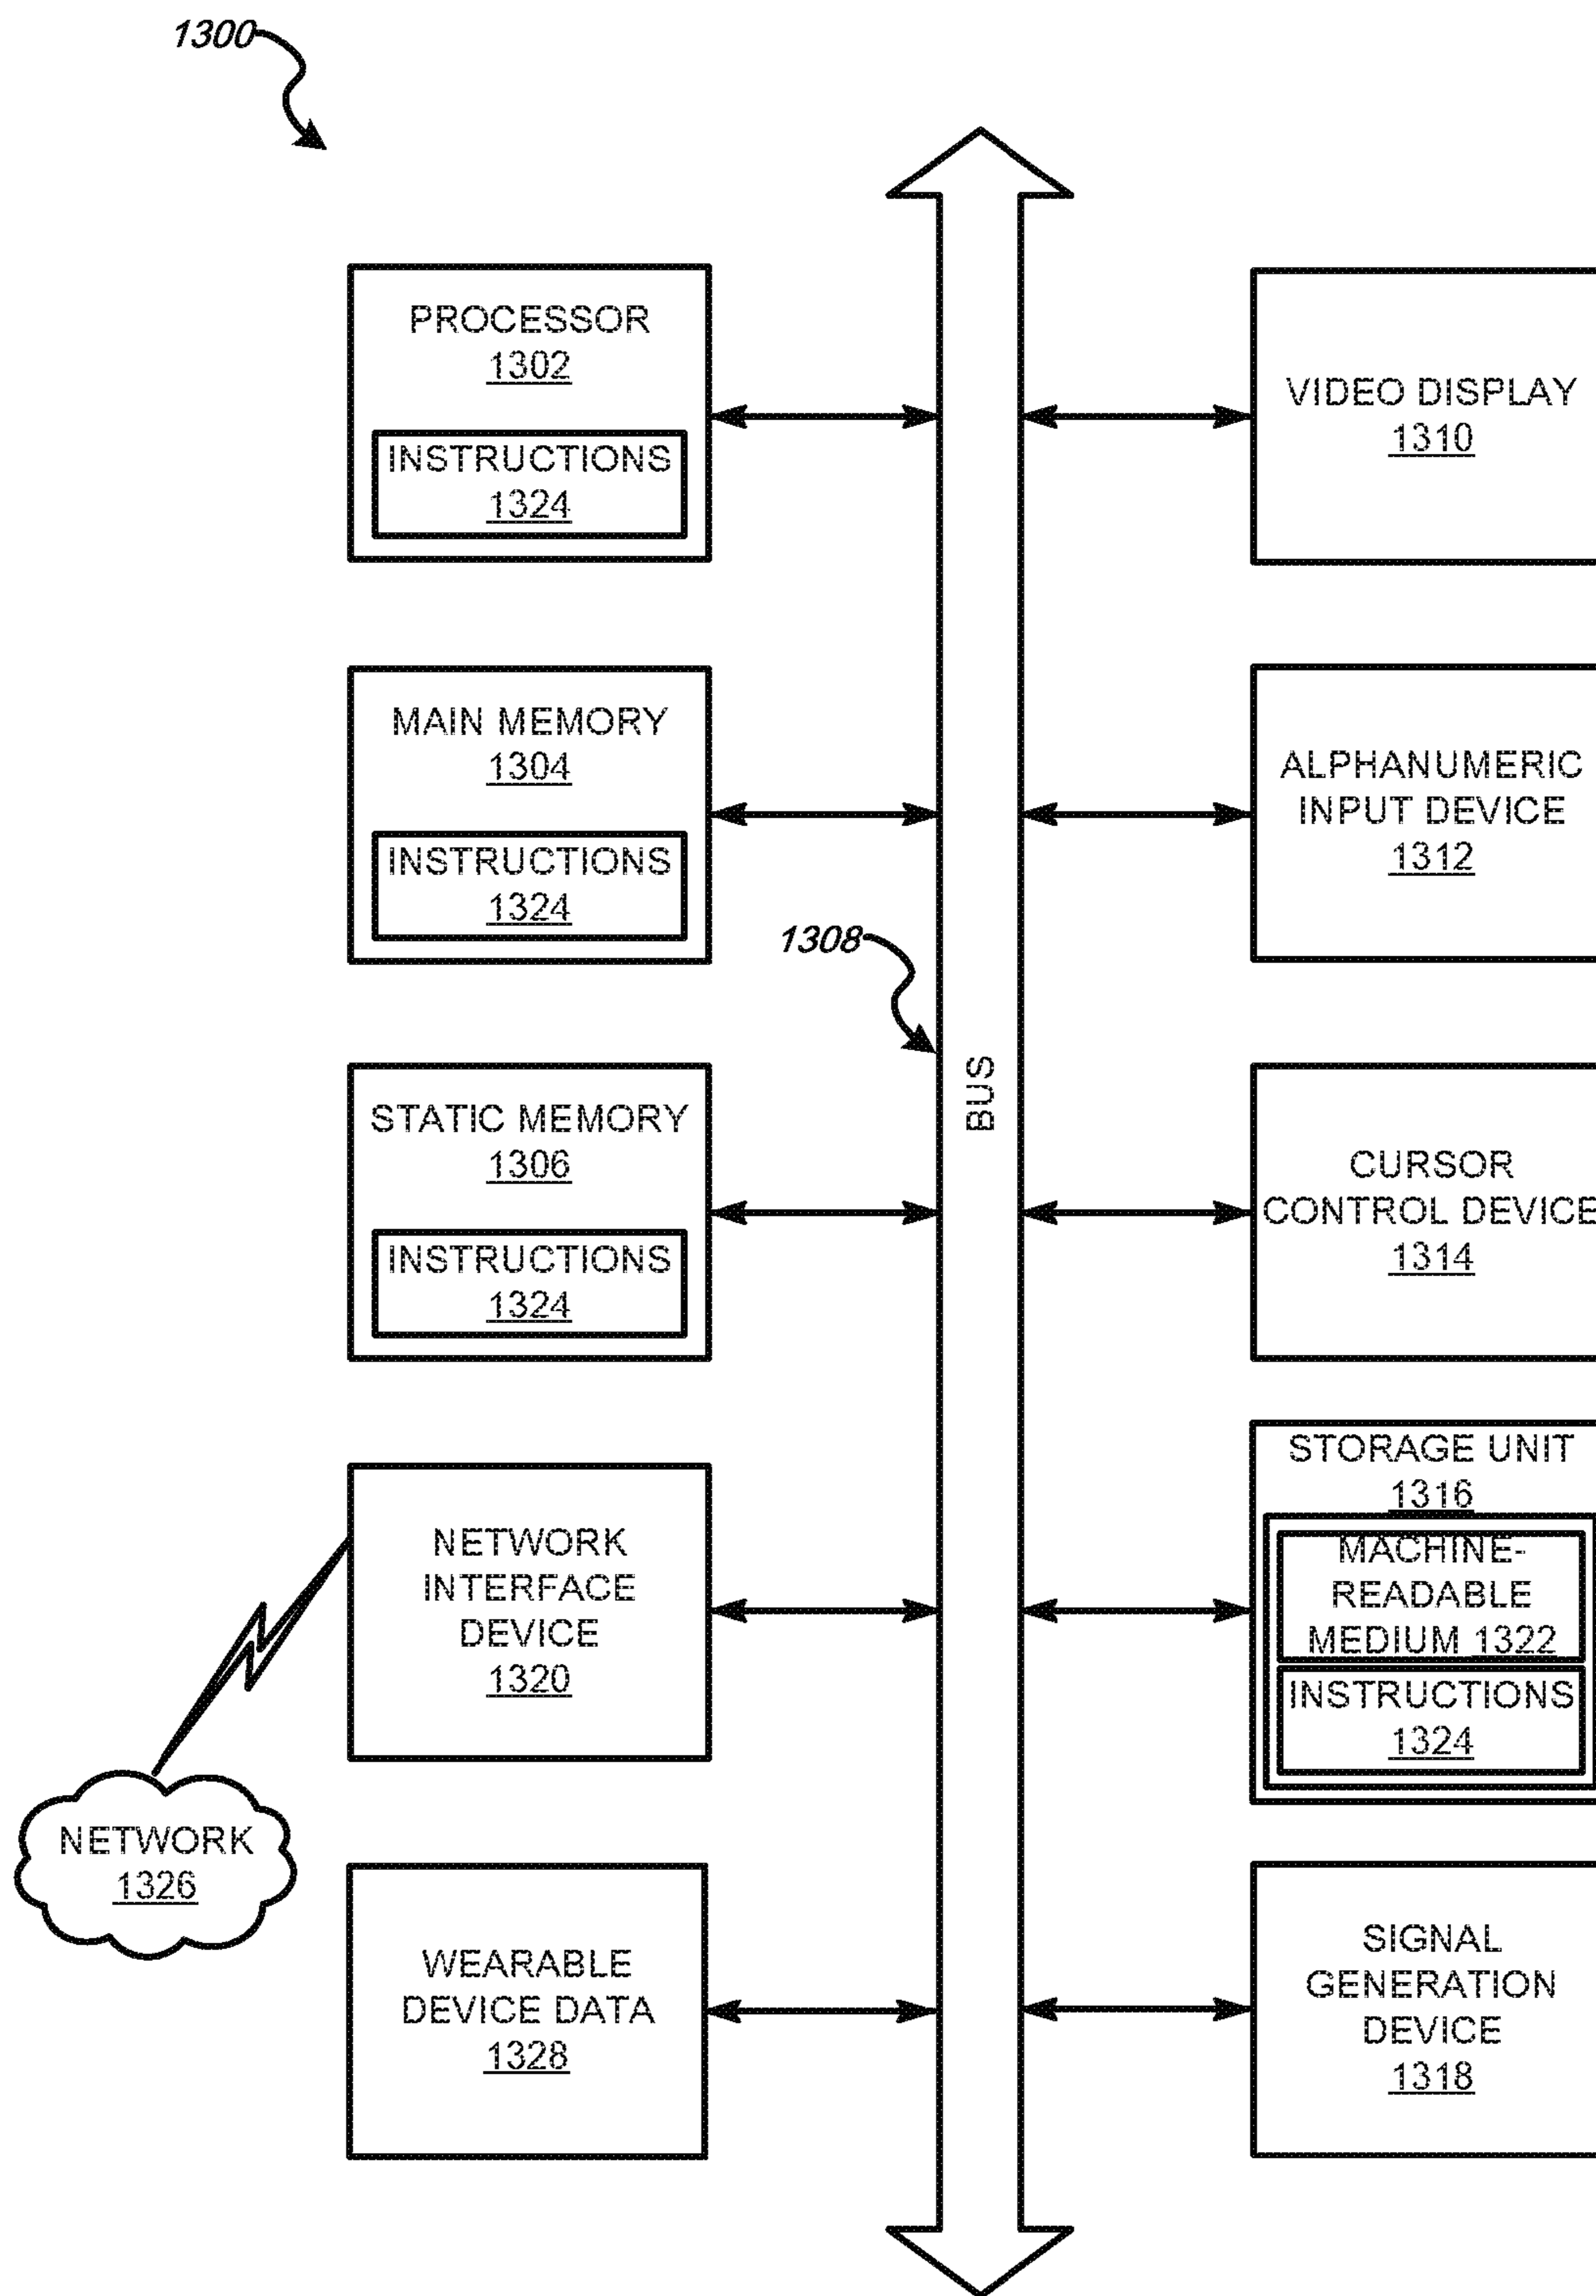 1300
PROCESSOR
1302
INSTRUCTIONS
1324
VIDEO DISPLAY
1310
MAIN MEMORY
1304
INSTRUCTIONS
1324
ALPHANUMERIC
INPUT DEVICE
1312
1308
BUS
STATIC MEMORY
1306
INSTRUCTIONS
1324
CURSOR
CONTROL DEVICE
1314
NETWORK
INTERFACE
DEVICE
1320
STORAGE UNIT
1316
MACHINE-
READABLE
MEDIUM 1322
INSTRUCTIONS
1324
NETWORK
1326
WEARABLE
DEVICE DATA
1328
SIGNAL
GENERATION
DEVICE
1318